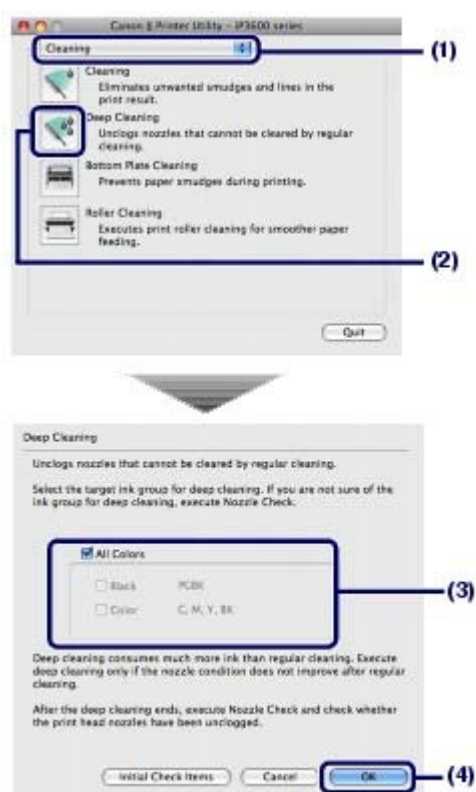 Canon IJ Printer Utility – iP3600 series
Cleaning
(1)
Cleaning
Eliminates unwanted smudges and lines in the
print result.
Deep Cleaning
Unclogs nozzles that cannot be cleared by regular
cleaning.
Bottom Plate Cleaning
Prevents paper smudges during printing.
Roller Cleaning
Executes print roller cleaning for smoother paper
feeding.
(2)
Quit
Deep Cleaning
Unclogs nozzles that cannot be cleared by regular cleaning.
Select the target ink group for deep cleaning. If you are not sure of the
ink group for deep cleaning, execute Nozzle Check.
All Colors
Black PGBK
(3)
Color C, M, Y, BK
Deep cleaning consumes much more ink than regular cleaning. Execute
deep cleaning only if the nozzle condition does not improve after regular
cleaning.
After the deep cleaning ends, execute Nozzle Check and check whether
the print head nozzles have been unclogged.
Initial Check Items Cancel OK (4)